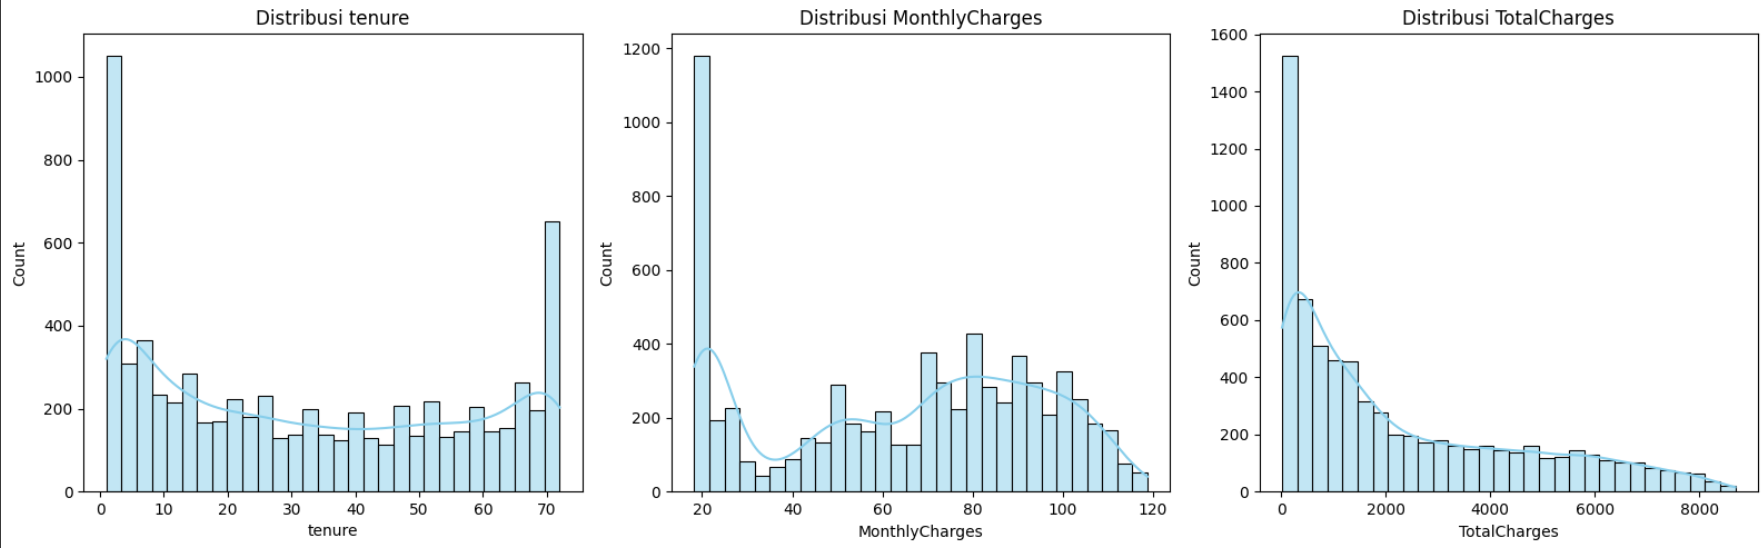 Distribusi tenure
Count
1000
800
600
400
200
0
0 10 20 30 40 50 60 70
tenure
Distribusi MonthlyCharges
Count
1200
1000
800
600
400
200
0
20 40 60 80 100 120
MonthlyCharges
Distribusi TotalCharges
Count
1600
1400
1200
1000
800
600
400
200
0
0 2000 4000 6000 8000
TotalCharges